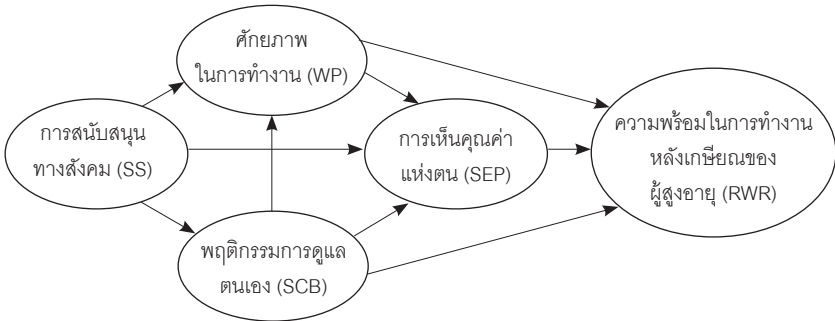 ศักยภาพ
ในการทำงาน (WP)
การสนับสนุน
ทางสังคม (SS)
การเห็นคุณค่า
แห่งตน (SEP)
ความพร้อมในการทำงาน
หลังเกษียณของ
ผู้สูงอายุ (RWR)
พฤติกรรมการดูแล
ตนเอง (SCB)